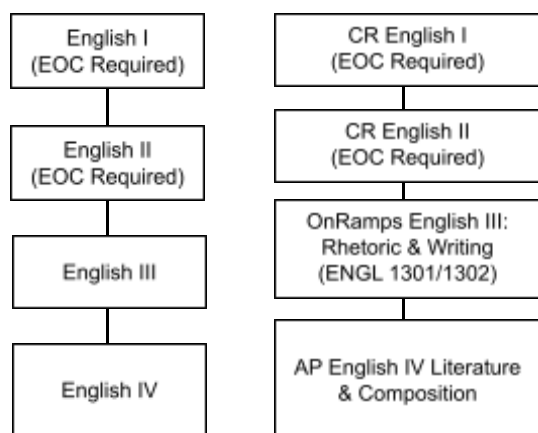 English I
(EOC Required)
English II
(EOC Required)
English III
English IV
CR English I
(EOC Required)
CR English II
(EOC Required)
OnRamps English III:
Rhetoric & Writing
(ENGL 1301/1302)
AP English IV Literature
& Composition